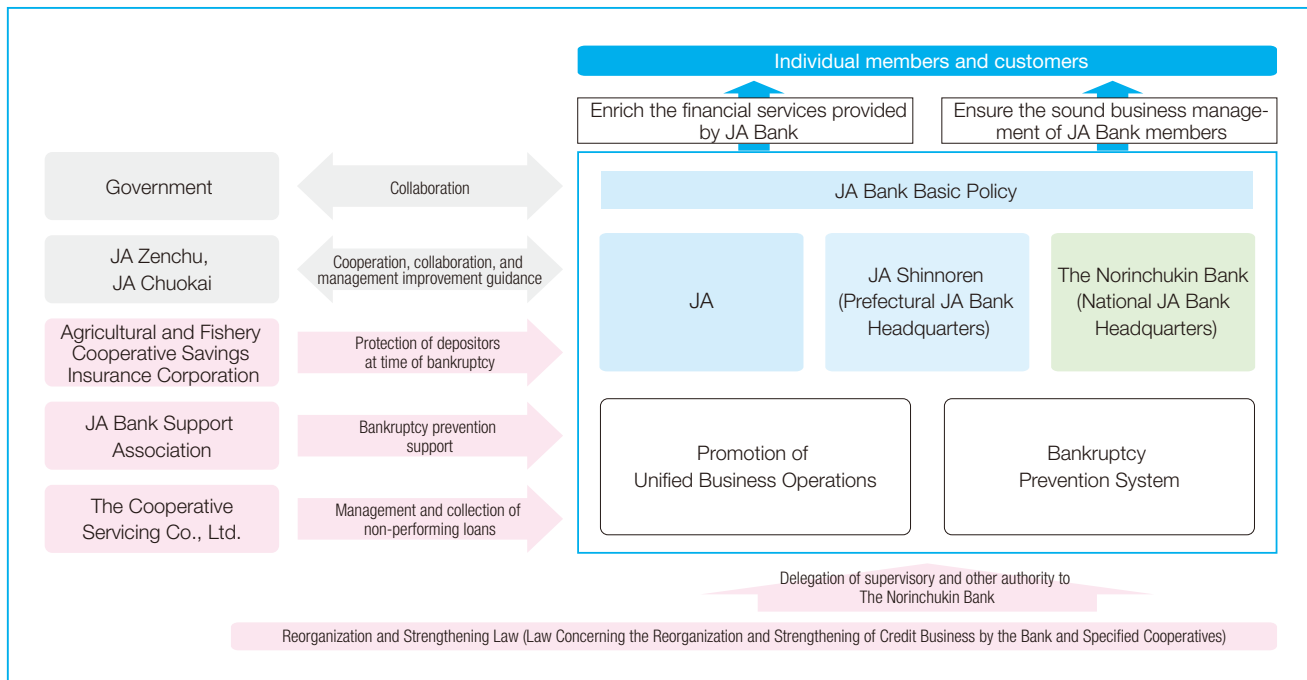 Individual members and customers
Enrich the financial services provided
by JA Bank
Ensure the sound business manage-
ment of JA Bank members
Government
Collaboration
JA Zenchu,
JA Chuokai
Cooperation, collaboration, and
management improvement guidance
Agricultural and Fishery
Cooperative Savings
Insurance Corporation
Protection of depositors
at time of bankruptcy
JA Bank Support
Association
Bankruptcy prevention
support
The Cooperative
Servicing Co., Ltd.
Management and collection of
non-performing loans
JA Bank Basic Policy
JA
JA Shinnoren
(Prefectural JA Bank
Headquarters)
The Norinchukin Bank
(National JA Bank
Headquarters)
Promotion of
Unified Business Operations
Bankruptcy
Prevention System
Delegation of supervisory and other authority to
The Norinchukin Bank
Reorganization and Strengthening Law (Law Concerning the Reorganization and Strengthening of Credit Business by the Bank and Specified Cooperatives)